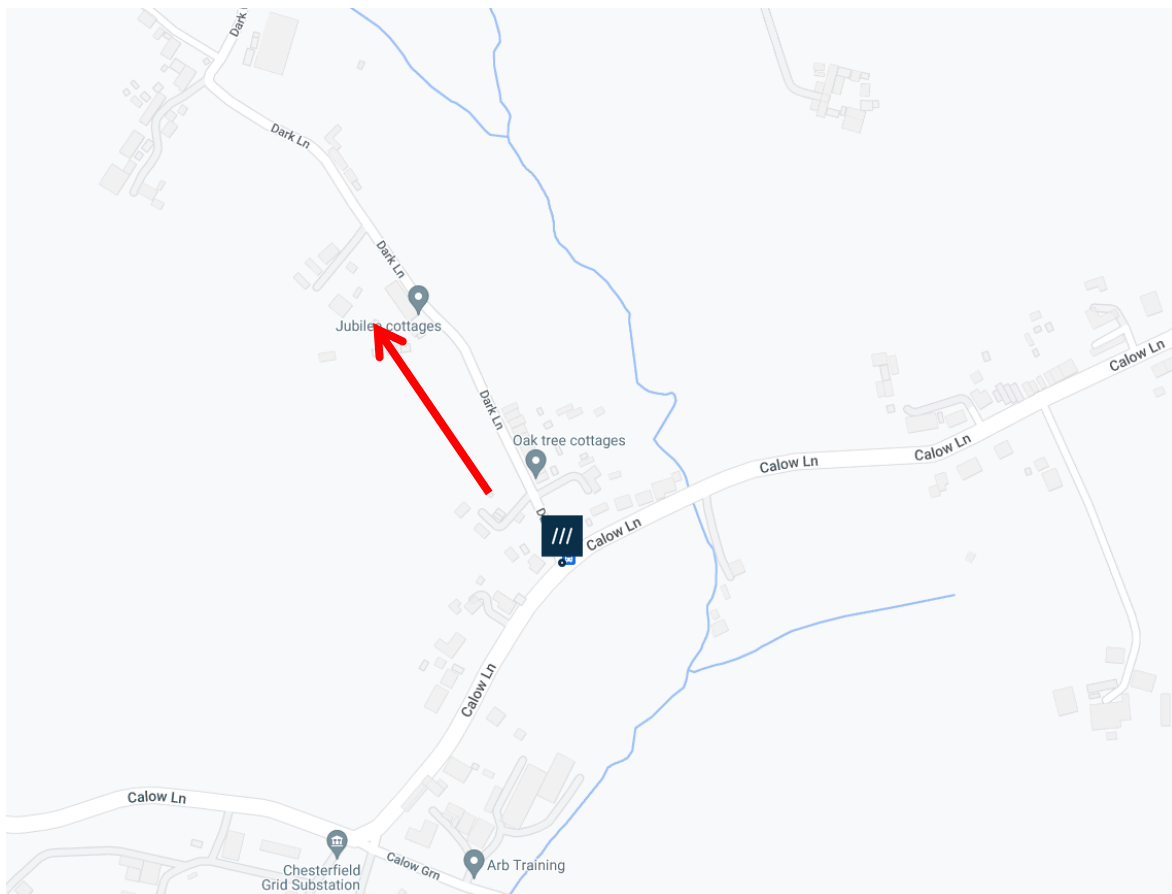 Dark
Dark Ln
Dark Ln
Jubilee cottages
Dark Ln
Oak tree cottages
Calow Ln
Calow Ln
Calow Ln
Calow Ln
///
Calow Ln
Calow Ln
Calow Grn
Chesterfield
Grid Substation
Arb Training